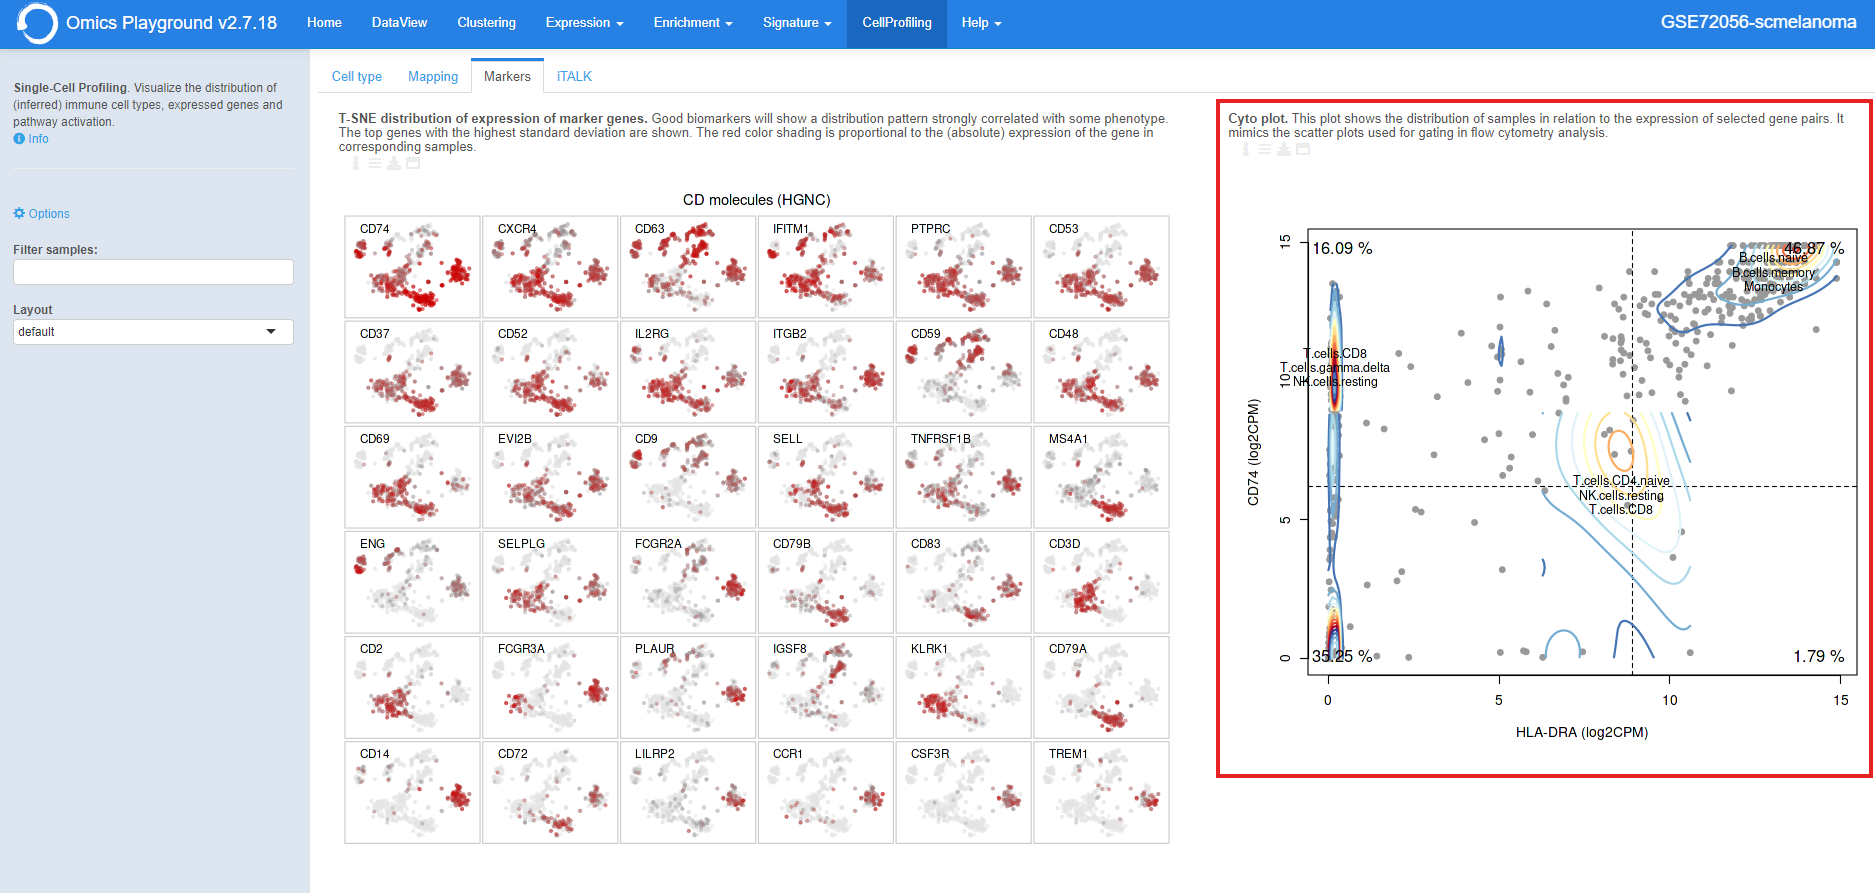 Omics Playground v2.7.18
Home
DataView
Clustering
Expression
Enrichment
Signature
CellProfiling
Help
GSE72056-scmelanoma
Single-Cell Profiling. Visualize the distribution of
(inferred) immune cell types, expressed genes and
pathway activation.
Info
Options
Filter samples:
Layout
default
Cell type
Mapping
Markers
iTALK
T-SNE distribution of expression of marker genes. Good biomarkers will show a distribution pattern strongly correlated with some phenotype.
The top genes with the highest standard deviation are shown. The red color shading is proportional to the (absolute) expression of the gene in
corresponding samples.
CD molecules (HGNC)
CD74
CXCR4
CD63
IFITM1
PTPRC
CD53
CD37
CD52
IL2RG
ITGB2
CD59
CD48
CD69
EVI2B
CD9
SELL
TNFRSF1B
MS4A1
ENG
SELPLG
FCGR2A
CD79B
CD83
CD3D
CD2
FCGR3A
PLAUR
IGSF8
KLRK1
CD79A
CD14
CD72
LILRP2
CCR1
CSF3R
TREM1
Cyto plot. This plot shows the distribution of samples in relation to the expression of selected gene pairs. It
mimics the scatter plots used for gating in flow cytometry analysis.
16.09 %
46.87 %
B.cells.naive
B.cells.memory
Monocytes
T.cells.CD8
T.cells.gamma.delta
NK.cells.resting
T.cells.CD4.naive
NK.cells.resting
T.cells.CD8
35.25 %
1.79 %
15
10
5
0
CD74 (log2CPM)
0
5
10
15
HLA-DRA (log2CPM)